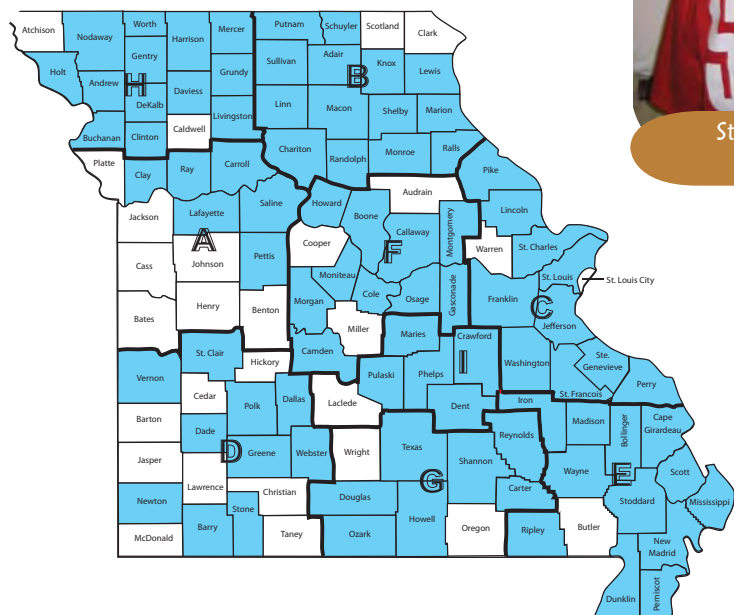 Atchison
Nodaway
Worth
Harrison
Mercer
Putnam
Schuyler
Scotland
Clark
Gentry
Sullivan
Adair
Knox
Lewis
Holt
Andrew
H
DeKalb
Daviess
Grundy
B
Livingston
Linn
Macon
Shelby
Marion
Buchanan
Clinton
Caldwell
Chariton
Randolph
Monroe
Ralls
Platte
Clay
Ray
Carroll
Pike
Audrain
Jackson
Lafayette
Saline
Howard
Boone
Callaway
Montgomery
Lincoln
A
Johnson
Pettis
Cooper
F
Warren
St. Charles
Cass
Moniteau
Cole
Osage
Gasconade
Franklin
St. Louis
St. Louis City
C
Jefferson
Henry
Benton
Morgan
Miller
Bates
Maries
Crawford
St. Clair
Hickory
Camden
I
Washington
Ste.
Genevieve
Vernon
Cedar
Polk
Dallas
Laclede
Pulaski
Phelps
Dent
Iron
St. Francois
Perry
Barton
Dade
D
Greene
Webster
Wright
Texas
Shannon
Reynolds
Madison
Bollinger
Cape
Girardeau
Jasper
Lawrence
Christian
Douglas
G
Carter
Wayne
E
Scott
Newton
Stone
Howell
Stoddard
Mississippi
McDonald
Barry
Taney
Ozark
Oregon
Ripley
Butler
New
Madrid
Dunklin
Pemiscot
St